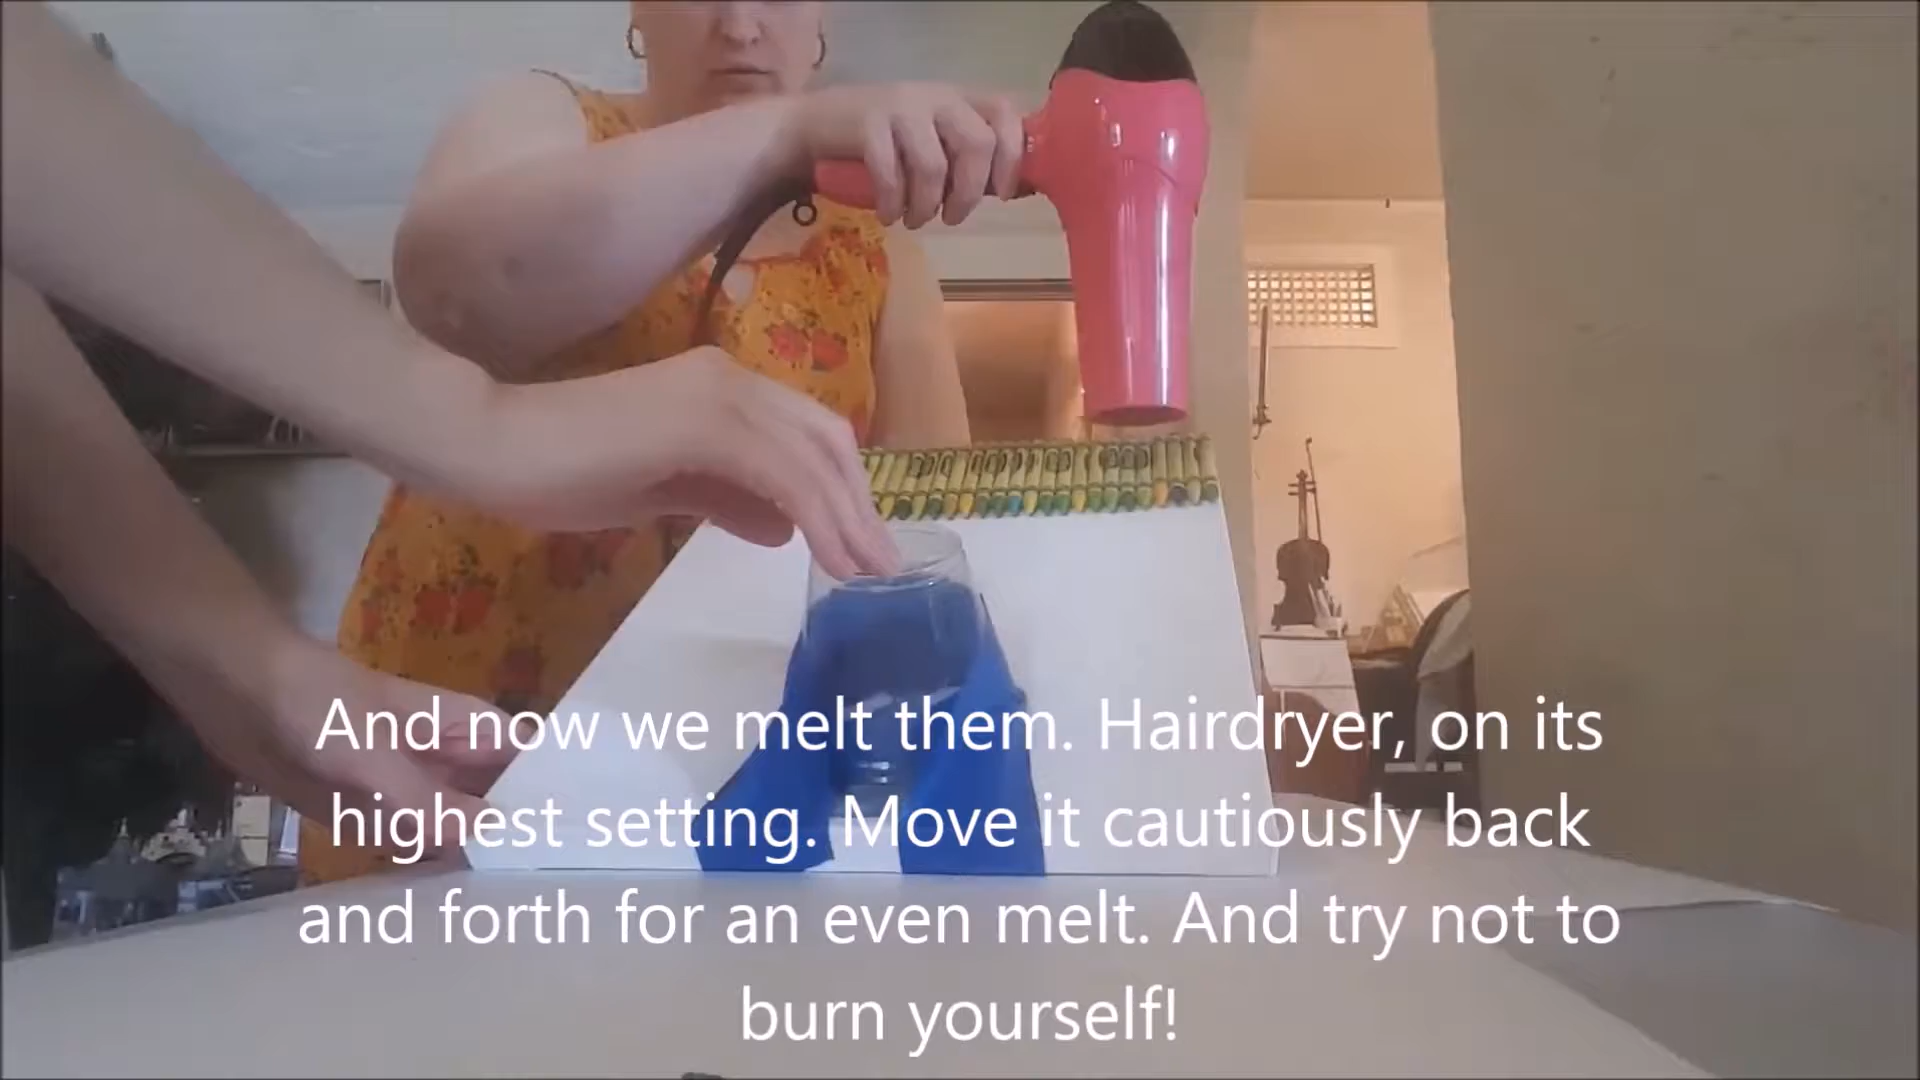 And now we melt them. Hairdryer, on its
highest setting. Move it cautiously back
and forth for an even melt. And try not to
burn yourself!